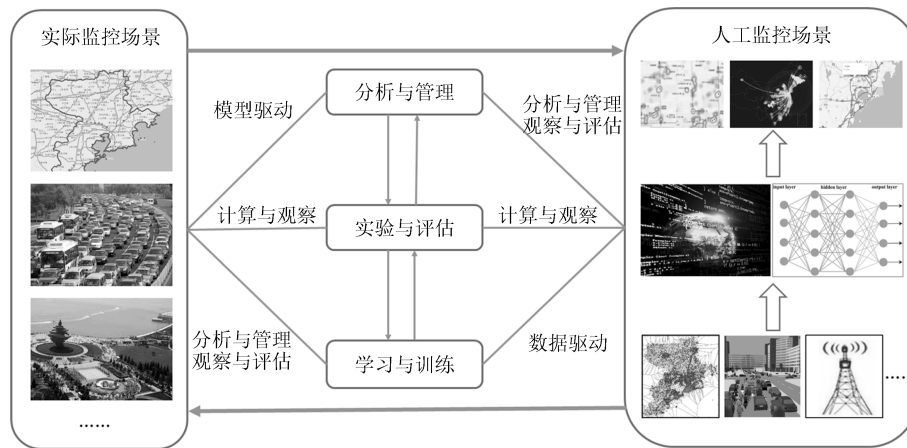 实际监控场景
人工监控场景
分析与管理
模型驱动
分析与管理
观察与评估
计算与观察
实验与评估
计算与观察
input layer
hidden layer
output layer
分析与管理
观察与评估
学习与训练
数据驱动
……
……